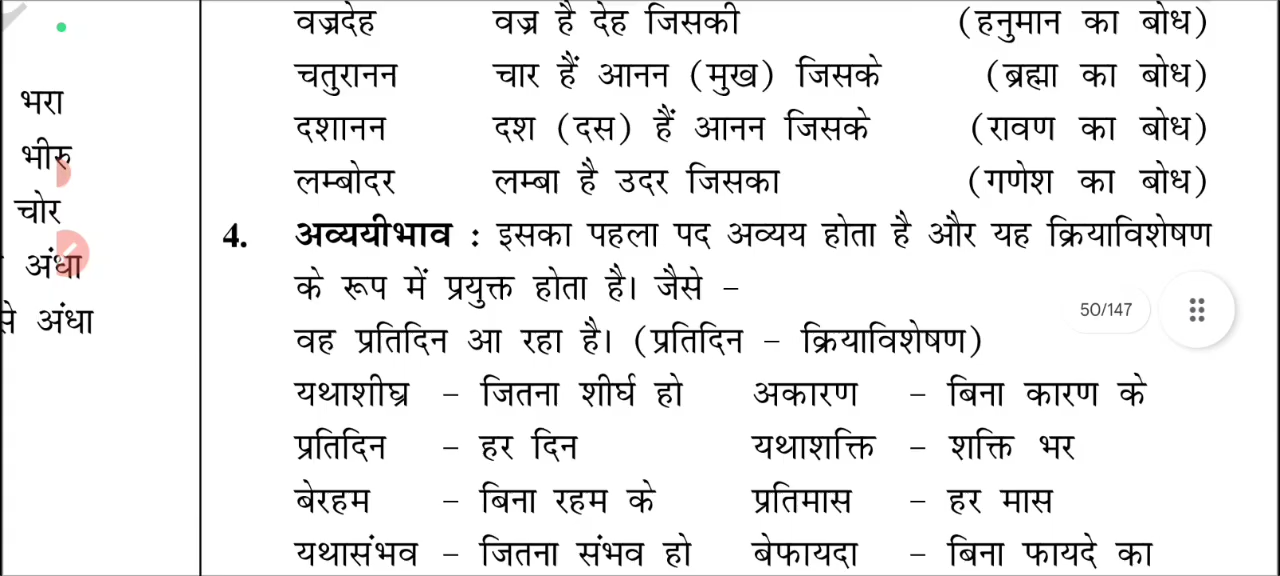 भरा
भीरु
चोर
अंधा
से अंधा
वज्रदेह वज्र है देह जिसकी (हनुमान का बोध)
चतुरानन चार हैं आनन (मुख) जिसके (ब्रह्मा का बोध)
दशानन दश (दस) हैं आनन जिसके (रावण का बोध)
लम्बोदर लम्बा है उदर जिसका (गणेश का बोध)
4. अव्ययीभाव : इसका पहला पद अव्यय होता है और यह क्रियाविशेषण
के रूप में प्रयुक्त होता है। जैसे –
वह प्रतिदिन आ रहा है। (प्रतिदिन – क्रियाविशेषण)
यथाशीघ्र – जितना शीर्घ हो अकारण – बिना कारण के
प्रतिदिन – हर दिन यथाशक्ति – शक्ति भर
बेरहम – बिना रहम के प्रतिमास – हर मास
यथासंभव – जितना संभव हो बेफायदा – बिना फायदे का
50/147